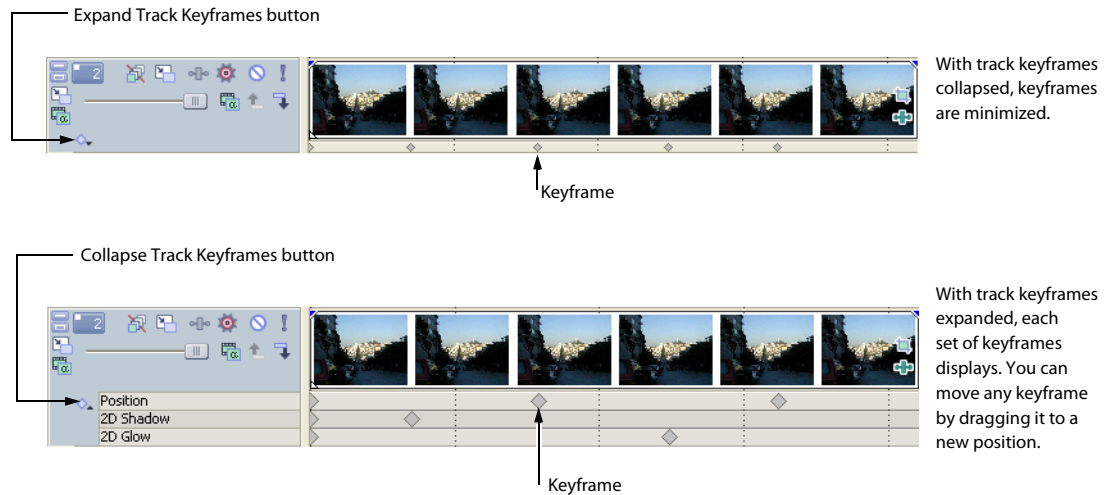 Expand Track Keyframes button
2
With track keyframes
collapsed, keyframes
are minimized.
Keyframe
Collapse Track Keyframes button
2
Position
2D Shadow
2D Glow
With track keyframes
expanded, each
set of keyframes
displays. You can
move any keyframe
by dragging it to a
new position.
Keyframe